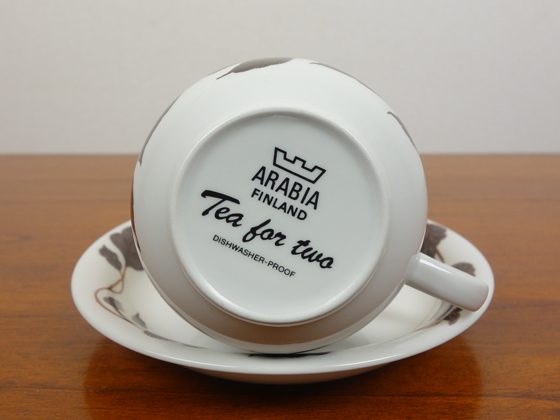 ARABIA
FINLAND
Tea for two
DISHWASHER-PROOF